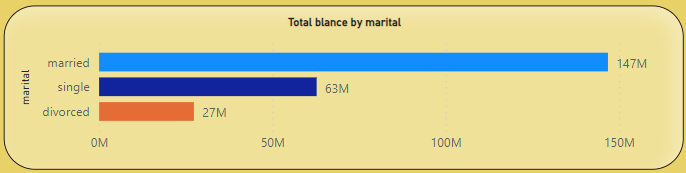 Total blance by marital
marital
married 147M
single 63M
divorced 27M
0M 50M 100M 150M